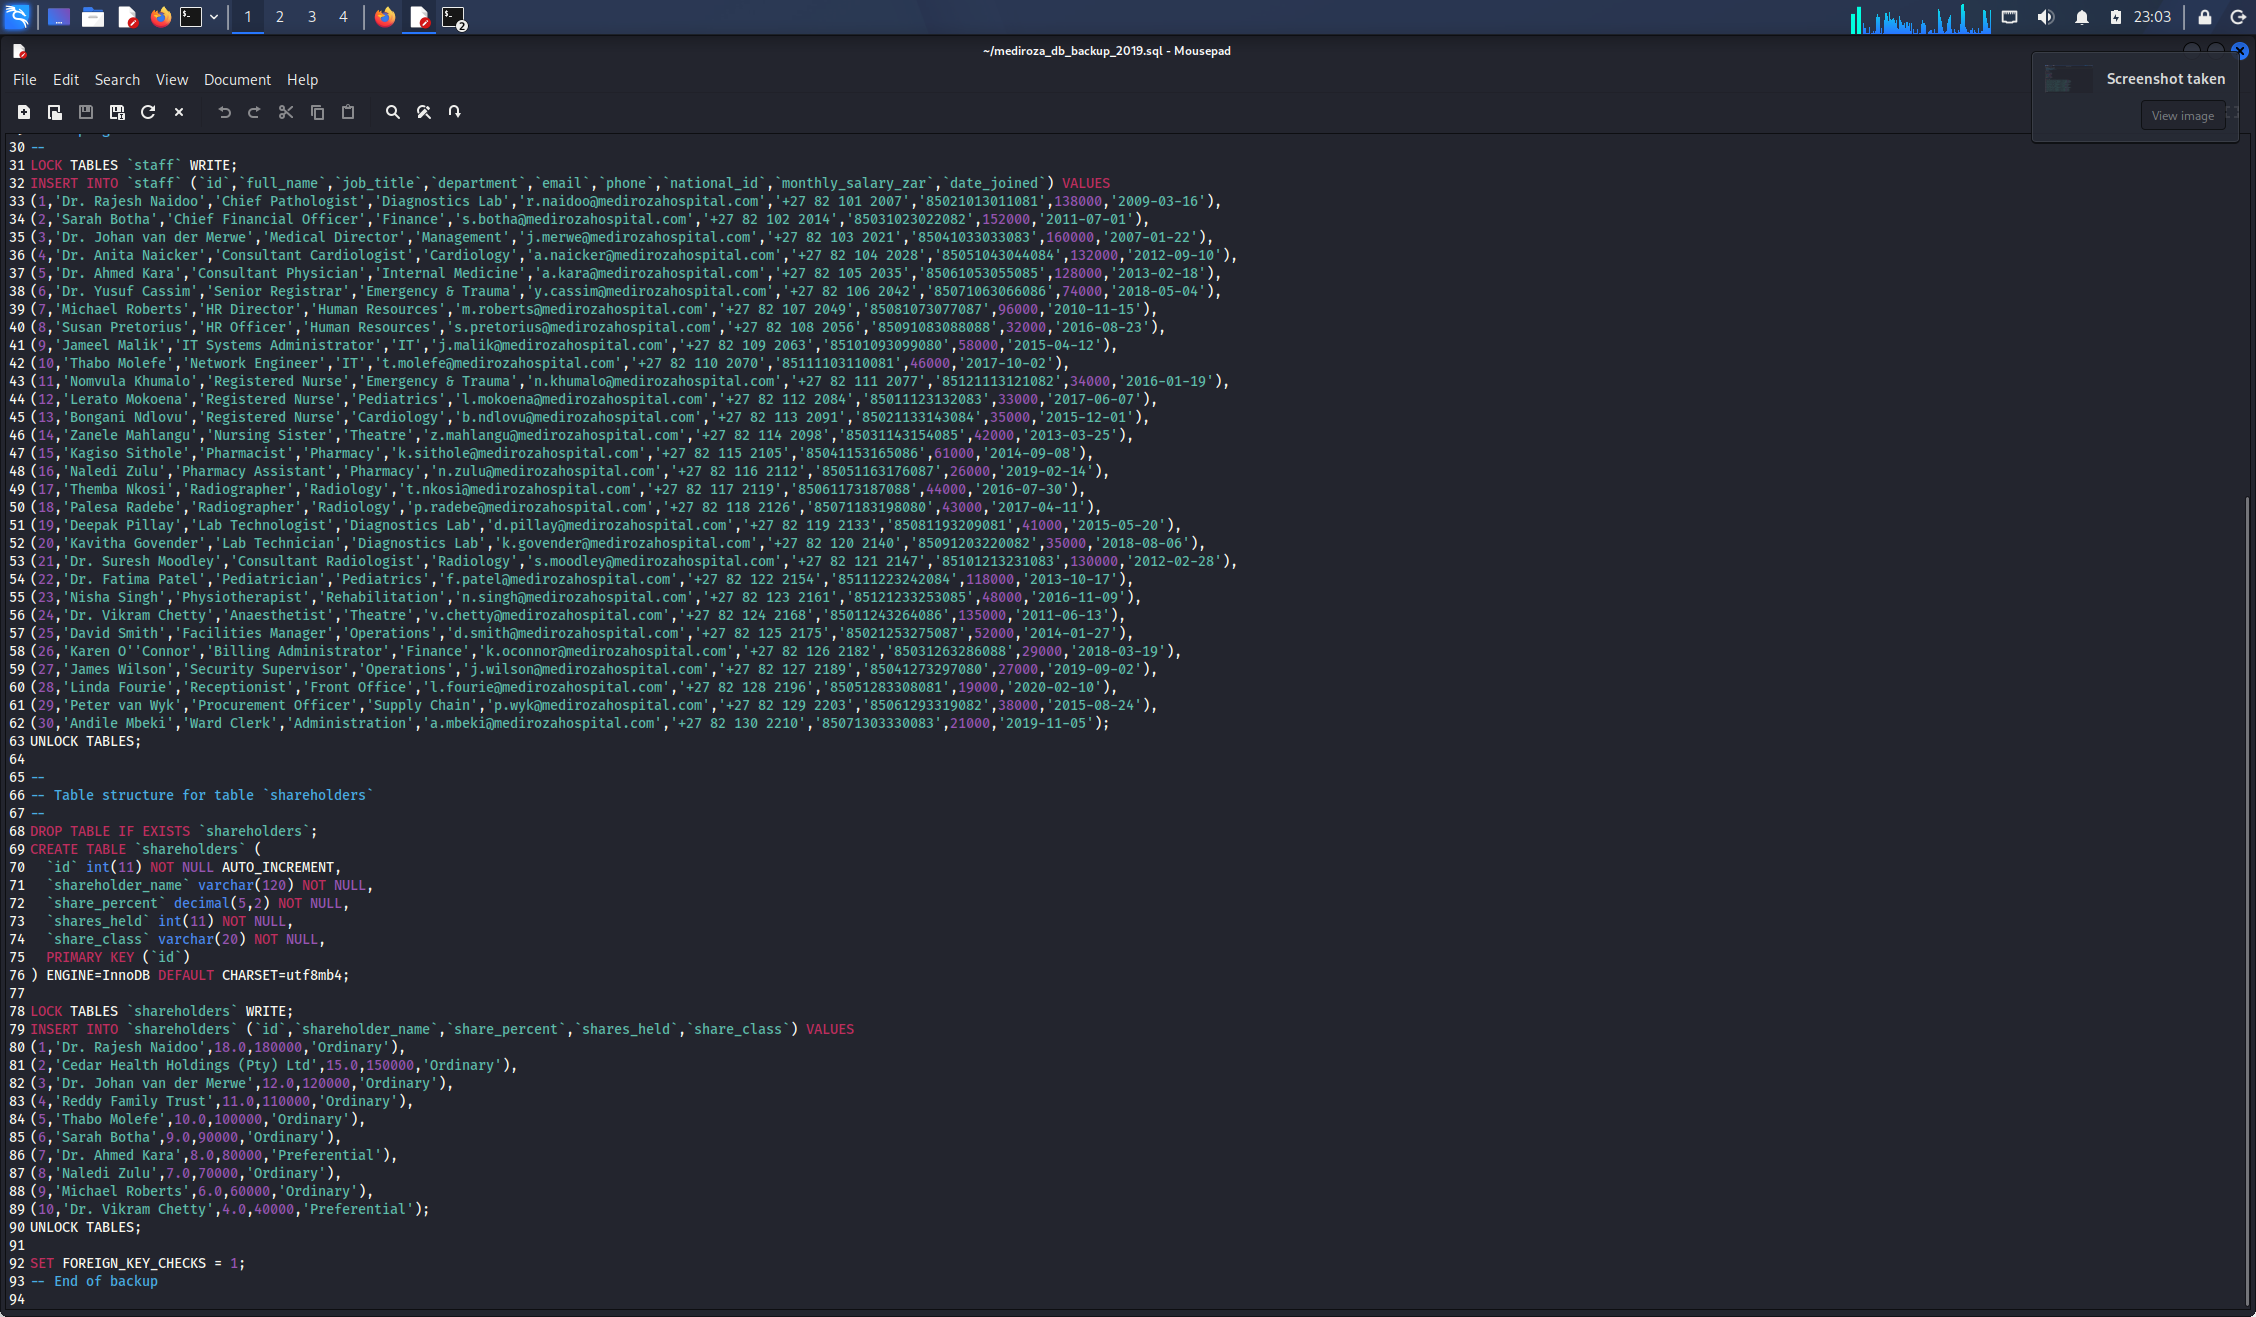 1 2 3 4 2 23:03
~/mediroza_db_backup_2019.sql - Mousepad
Screenshot taken
View image
File Edit Search View Document Help
30 --
31 LOCK TABLES `staff` WRITE;
32 INSERT INTO `staff` (`id`,`full_name`,`job_title`,`department`,`email`,`phone`,`national_id`,`monthly_salary_zar`,`date_joined`) VALUES
33 (1,'Dr. Rajesh Naidoo','Chief Pathologist','Diagnostics Lab','r.naidoo@medirozahospital.com','+27 82 101 2007','85021013011081',138000,'2009-03-16'),
34 (2,'Sarah Botha','Chief Financial Officer','Finance','s.botha@medirozahospital.com','+27 82 102 2014','85031023022082',152000,'2011-07-01'),
35 (3,'Dr. Johan van der Merwe','Medical Director','Management','j.merwe@medirozahospital.com','+27 82 103 2021','85041033033083',160000,'2007-01-22'),
36 (4,'Dr. Anita Naicker','Consultant Cardiologist','Cardiology','a.naicker@medirozahospital.com','+27 82 104 2028','85051043044084',132000,'2012-09-10'),
37 (5,'Dr. Ahmed Kara','Consultant Physician','Internal Medicine','a.kara@medirozahospital.com','+27 82 105 2035','85061053055085',128000,'2013-02-18'),
38 (6,'Dr. Yusuf Cassim','Senior Registrar','Emergency & Trauma','y.cassim@medirozahospital.com','+27 82 106 2042','85071063066086',74000,'2018-05-04'),
39 (7,'Michael Roberts','HR Director','Human Resources','m.roberts@medirozahospital.com','+27 82 107 2049','85081073077087',96000,'2010-11-15'),
40 (8,'Susan Pretorius','HR Officer','Human Resources','s.pretorius@medirozahospital.com','+27 82 108 2056','85091083088088',32000,'2016-08-23'),
41 (9,'Jameel Malik','IT Systems Administrator','IT','j.malik@medirozahospital.com','+27 82 109 2063','85101093099080',58000,'2015-04-12'),
42 (10,'Thabo Molefe','Network Engineer','IT','t.molefe@medirozahospital.com','+27 82 110 2070','85111103110081',46000,'2017-10-02'),
43 (11,'Nomvula Khumalo','Registered Nurse','Emergency & Trauma','n.khumalo@medirozahospital.com','+27 82 111 2077','85121113121082',34000,'2016-01-19'),
44 (12,'Lerato Mokoena','Registered Nurse','Pediatrics','l.mokoena@medirozahospital.com','+27 82 112 2084','85011123132083',33000,'2017-06-07'),
45 (13,'Bongani Ndlovu','Registered Nurse','Cardiology','b.ndlovu@medirozahospital.com','+27 82 113 2091','85021133143084',35000,'2015-12-01'),
46 (14,'Zanele Mahlangu','Nursing Sister','Theatre','z.mahlangu@medirozahospital.com','+27 82 114 2098','85031143154085',42000,'2013-03-25'),
47 (15,'Kagiso Sithole','Pharmacist','Pharmacy','k.sithole@medirozahospital.com','+27 82 115 2105','85041153165086',61000,'2014-09-08'),
48 (16,'Naledi Zulu','Pharmacy Assistant','Pharmacy','n.zulu@medirozahospital.com','+27 82 116 2112','85051163176087',26000,'2019-02-14'),
49 (17,'Themba Nkosi','Radiographer','Radiology','t.nkosi@medirozahospital.com','+27 82 117 2119','85061173187088',44000,'2016-07-30'),
50 (18,'Palesa Radebe','Radiographer','Radiology','p.radebe@medirozahospital.com','+27 82 118 2126','85071183198080',43000,'2017-04-11'),
51 (19,'Deepak Pillay','Lab Technologist','Diagnostics Lab','d.pillay@medirozahospital.com','+27 82 119 2133','85081193209081',41000,'2015-05-20'),
52 (20,'Kavitha Govender','Lab Technician','Diagnostics Lab','k.govender@medirozahospital.com','+27 82 120 2140','85091203220082',35000,'2018-08-06'),
53 (21,'Dr. Suresh Moodley','Consultant Radiologist','Radiology','s.moodley@medirozahospital.com','+27 82 121 2147','85101213231083',130000,'2012-02-28'),
54 (22,'Dr. Fatima Patel','Pediatrician','Pediatrics','f.patel@medirozahospital.com','+27 82 122 2154','85111223242084',118000,'2013-10-17'),
55 (23,'Nisha Singh','Physiotherapist','Rehabilitation','n.singh@medirozahospital.com','+27 82 123 2161','85121233253085',48000,'2016-11-09'),
56 (24,'Dr. Vikram Chetty','Anaesthetist','Theatre','v.chetty@medirozahospital.com','+27 82 124 2168','85011243264086',135000,'2011-06-13'),
57 (25,'David Smith','Facilities Manager','Operations','d.smith@medirozahospital.com','+27 82 125 2175','85021253275087',52000,'2014-01-27'),
58 (26,'Karen O''Connor','Billing Administrator','Finance','k.oconnor@medirozahospital.com','+27 82 126 2182','85031263286088',29000,'2018-03-19'),
59 (27,'James Wilson','Security Supervisor','Operations','j.wilson@medirozahospital.com','+27 82 127 2189','85041273297080',27000,'2019-09-02'),
60 (28,'Linda Fourie','Receptionist','Front Office','l.fourie@medirozahospital.com','+27 82 128 2196','85051283308081',19000,'2020-02-10'),
61 (29,'Peter van Wyk','Procurement Officer','Supply Chain','p.wyk@medirozahospital.com','+27 82 129 2203','85061293319082',38000,'2015-08-24'),
62 (30,'Andile Mbeki','Ward Clerk','Administration','a.mbeki@medirozahospital.com','+27 82 130 2210','85071303330083',21000,'2019-11-05');
63 UNLOCK TABLES;
64
65 --
66 -- Table structure for table `shareholders`
67 --
68 DROP TABLE IF EXISTS `shareholders`;
69 CREATE TABLE `shareholders` (
70 `id` int(11) NOT NULL AUTO_INCREMENT,
71 `shareholder_name` varchar(120) NOT NULL,
72 `share_percent` decimal(5,2) NOT NULL,
73 `shares_held` int(11) NOT NULL,
74 `share_class` varchar(20) NOT NULL,
75 PRIMARY KEY (`id`)
76 ) ENGINE=InnoDB DEFAULT CHARSET=utf8mb4;
77
78 LOCK TABLES `shareholders` WRITE;
79 INSERT INTO `shareholders` (`id`,`shareholder_name`,`share_percent`,`shares_held`,`share_class`) VALUES
80 (1,'Dr. Rajesh Naidoo',18.0,180000,'Ordinary'),
81 (2,'Cedar Health Holdings (Pty) Ltd',15.0,150000,'Ordinary'),
82 (3,'Dr. Johan van der Merwe',12.0,120000,'Ordinary'),
83 (4,'Reddy Family Trust',11.0,110000,'Ordinary'),
84 (5,'Thabo Molefe',10.0,100000,'Ordinary'),
85 (6,'Sarah Botha',9.0,90000,'Ordinary'),
86 (7,'Dr. Ahmed Kara',8.0,80000,'Preferential'),
87 (8,'Naledi Zulu',7.0,70000,'Ordinary'),
88 (9,'Michael Roberts',6.0,60000,'Ordinary'),
89 (10,'Dr. Vikram Chetty',4.0,40000,'Preferential');
90 UNLOCK TABLES;
91
92 SET FOREIGN_KEY_CHECKS = 1;
93 -- End of backup
94